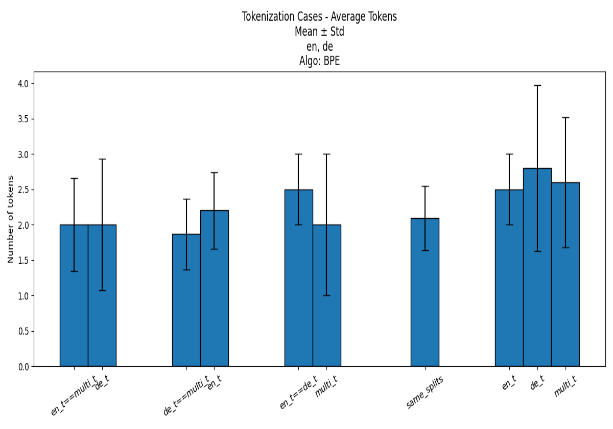 Tokenization Cases - Average Tokens
Mean ± Std
en, de
Algo: BPE
Number of tokens
4.0
3.5
3.0
2.5
2.0
1.5
1.0
0.5
0.0
en_t==multi_t
de_t
de_t==multi_t
en_t
en_t==de_t
multi_t
same_splits
en_t
de_t
multi_t